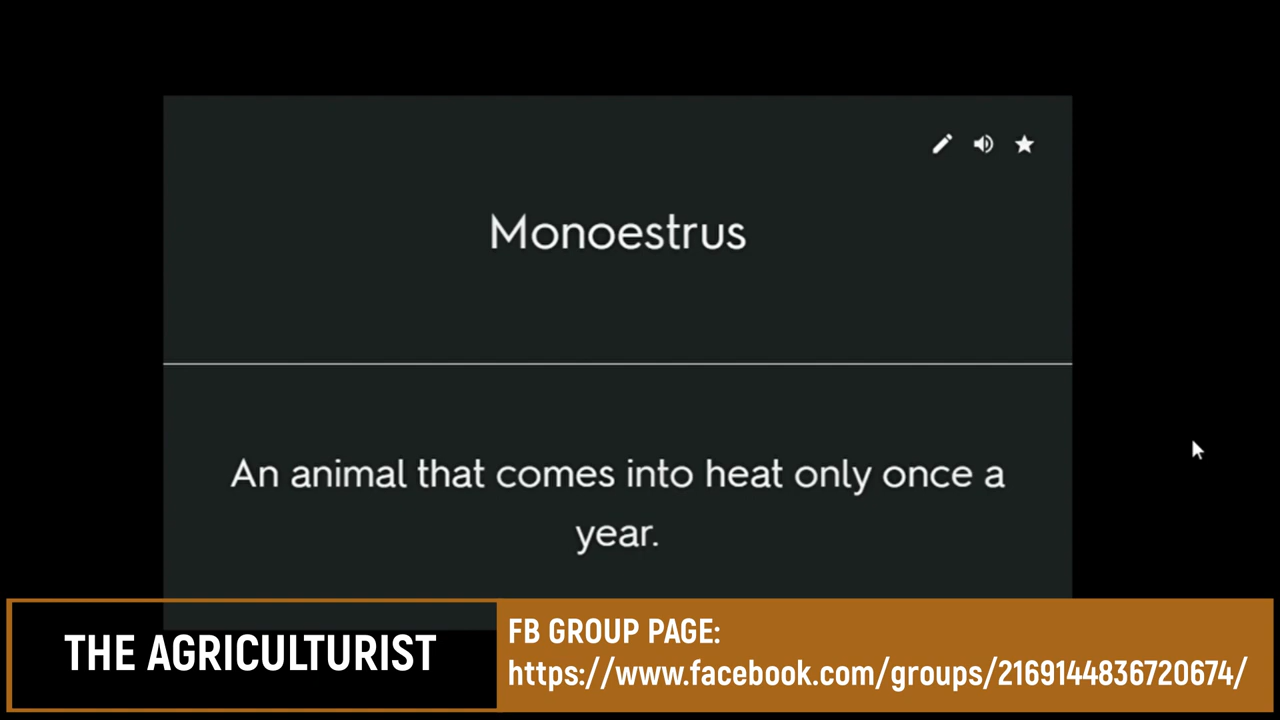 Monoestrus
An animal that comes into heat only once a
year.
THE AGRICULTURIST
FB GROUP PAGE:
https://www.facebook.com/groups/2169144836720674/